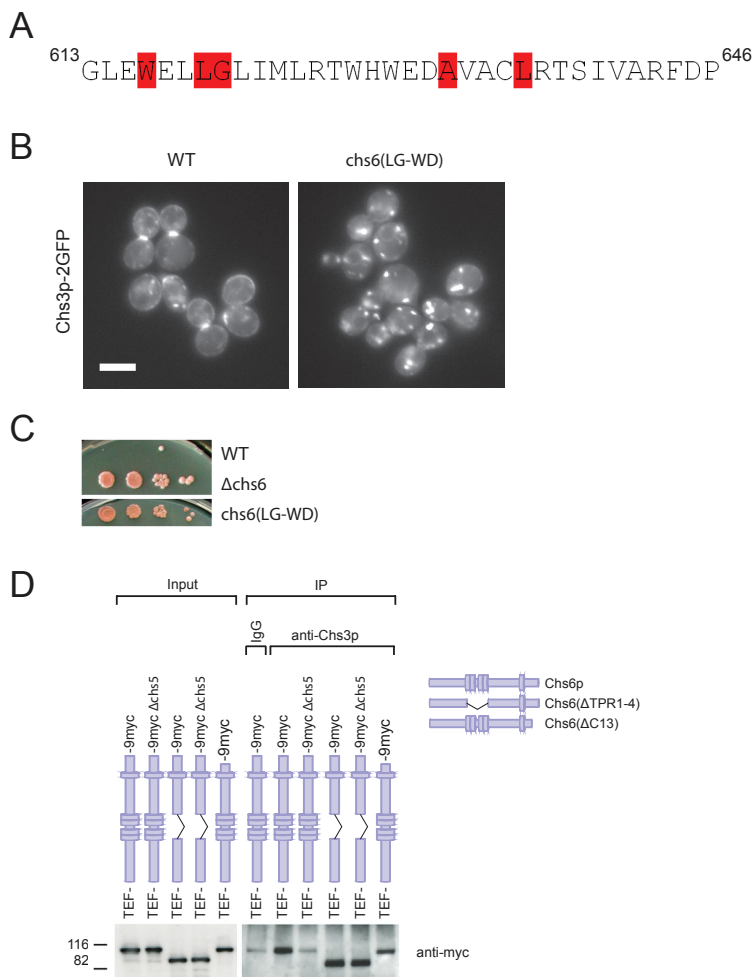 A
613 GLEWELLGLIMLRTWHWEDAVACLRTSIVARFDP 646
B
WT
chs6(LG-WD)
Chs3p-2GFP
C
WT
Δchs6
chs6(LG-WD)
D
Input
IP
IgG
anti-Chs3p
-9myc
-9myc Δchs5
-9myc
-9myc Δchs5
-9myc
-9myc
-9myc
-9myc Δchs5
-9myc
-9myc Δchs5
-9myc
Chs6p
Chs6(ΔTPR1-4)
Chs6(ΔC13)
TEF-
TEF-
TEF-
TEF-
TEF-
TEF-
TEF-
TEF-
TEF-
TEF-
TEF-
116
82
anti-myc